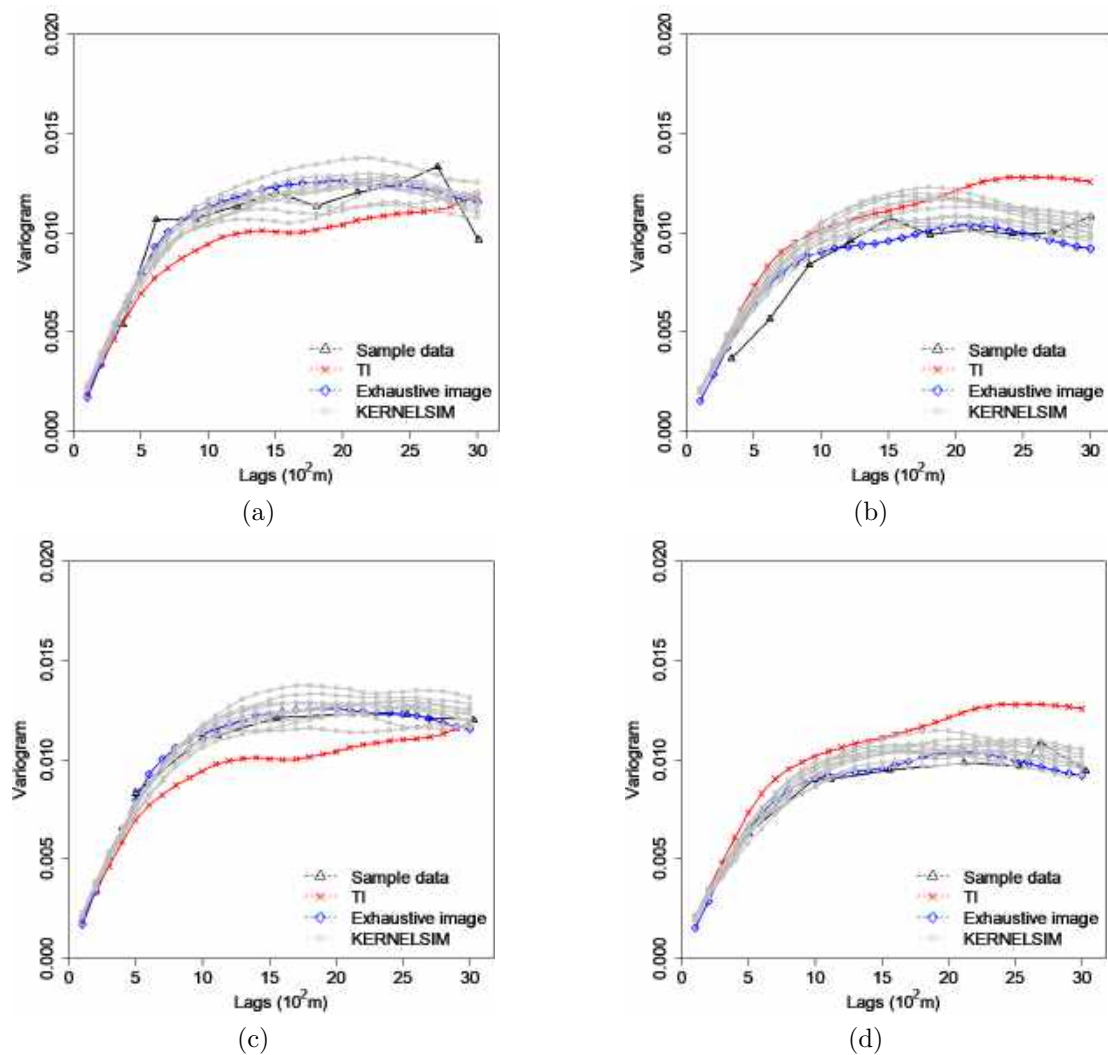 Variogram
0.000 0.005 0.010 0.015 0.020
0 5 10 15 20 25 30
Lags (10²m)
Sample data
TI
Exhaustive image
KERNELSIM
(a)
Variogram
0.000 0.005 0.010 0.015 0.020
0 5 10 15 20 25 30
Lags (10²m)
Sample data
TI
Exhaustive image
KERNELSIM
(b)
Variogram
0.000 0.005 0.010 0.015 0.020
0 5 10 15 20 25 30
Lags (10²m)
Sample data
TI
Exhaustive image
KERNELSIM
(c)
Variogram
0.000 0.005 0.010 0.015 0.020
0 5 10 15 20 25 30
Lags (10²m)
Sample data
TI
Exhaustive image
KERNELSIM
(d)